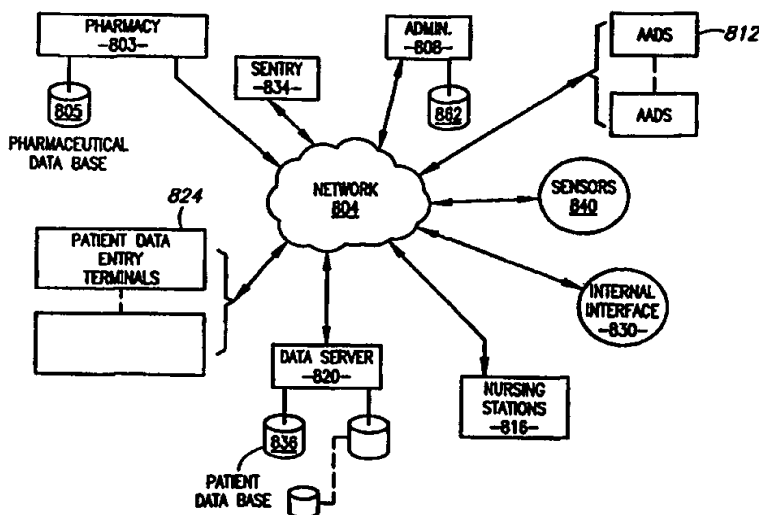 PHARMACY
-803-
805
PHARMACEUTICAL
DATA BASE
SENTRY
-834-
ADMIN.
-808-
882
AADS
812
AADS
NETWORK
804
SENSORS
840
824
PATIENT DATA
ENTRY
TERMINALS
INTERNAL
INTERFACE
-830-
DATA SERVER
-820-
838
PATIENT
DATA BASE
NURSING
STATIONS
-816-